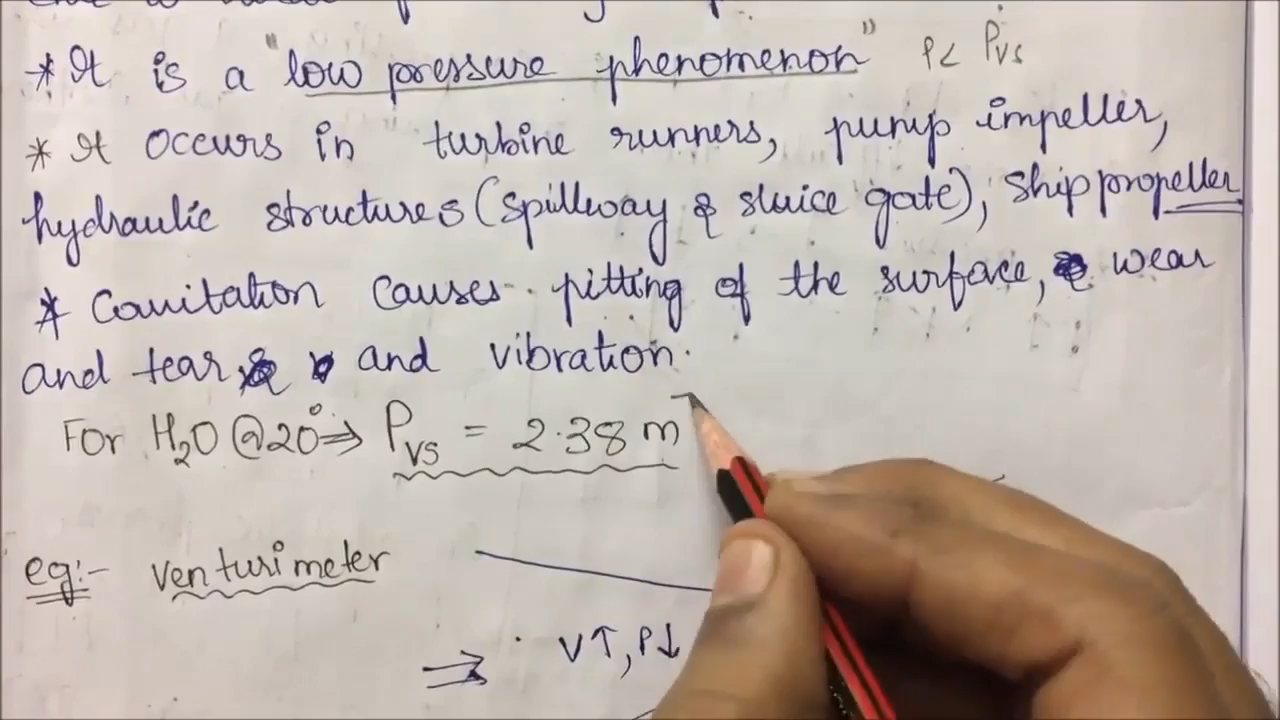 * It is a "low pressure phenomenon" P < Pvs
* It occurs in turbine runners, pump impeller,
hydraulic structures (spillway & sluice gate), ship propeller
* Cavitation causes pitting of the surface, wear
and tear and vibration.
For H₂O @20° ⇒ Pvs = 2.38 m
eg:- venturimeter
⇒ V↑, P↓